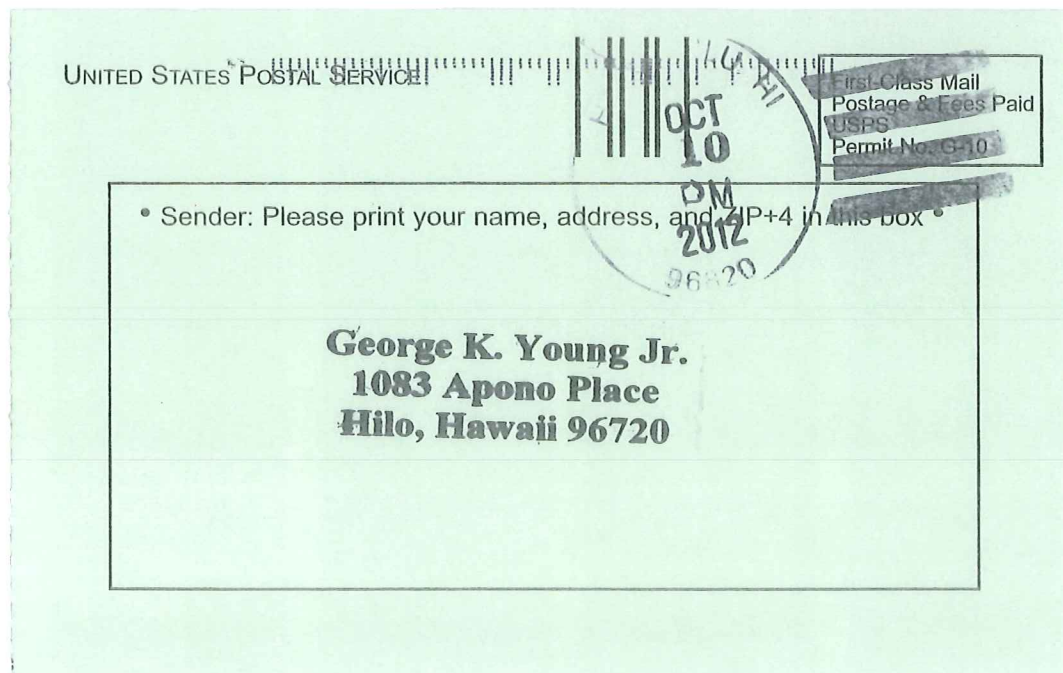 UNITED STATES POSTAL SERVICE
First-Class Mail
Postage & Fees Paid
USPS
Permit No. G-10
HI
OCT
10
PM
2012
• Sender: Please print your name, address, and ZIP+4 in this box •
George K. Young Jr.
1083 Apono Place
Hilo, Hawaii 96720